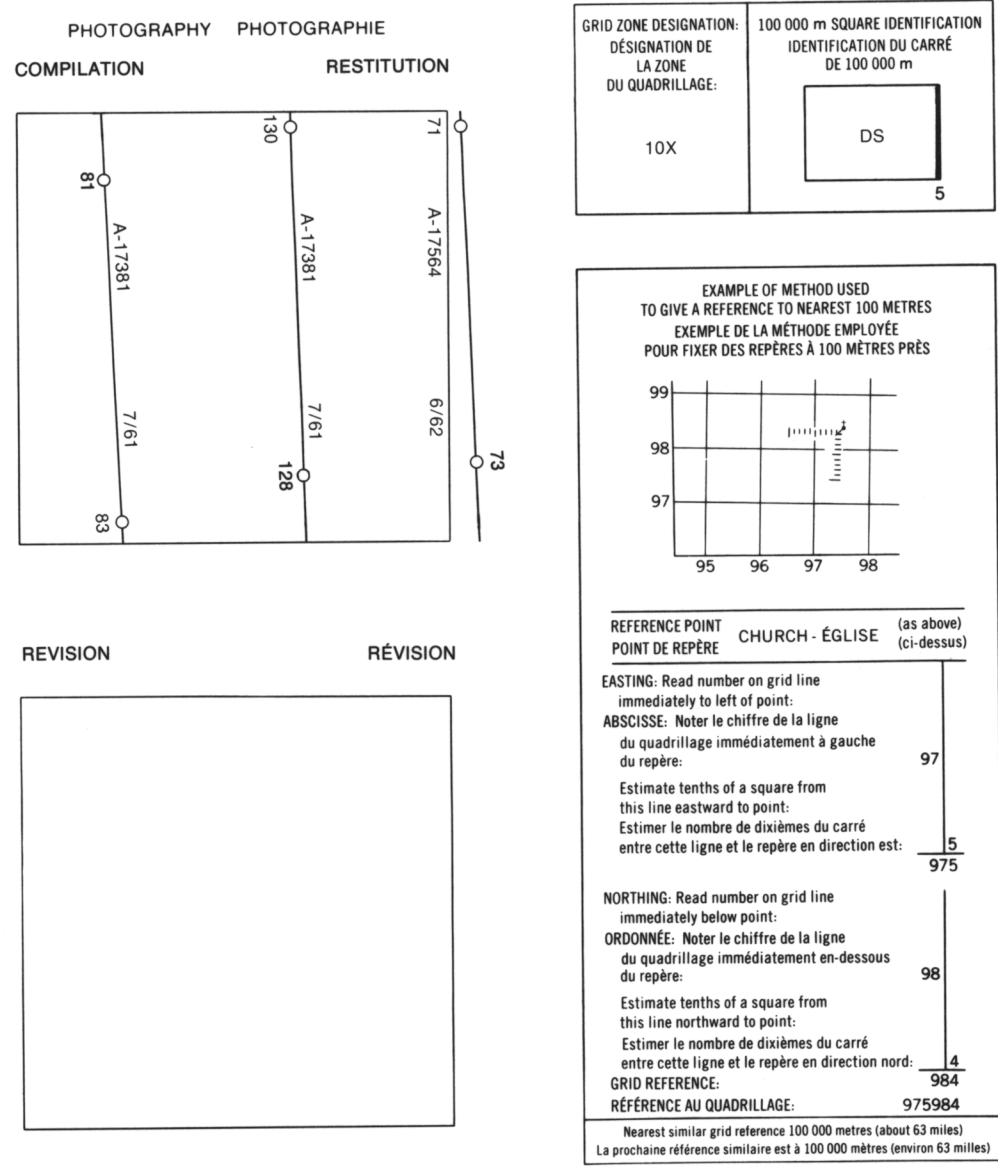 PHOTOGRAPHY PHOTOGRAPHIE
COMPILATION RESTITUTION
81
A-17381
7/61
83
130
A-17381
7/61
128
71
A-17564
6/62
73
REVISION RÉVISION
GRID ZONE DESIGNATION:
DÉSIGNATION DE
LA ZONE
DU QUADRILLAGE:
10X
100 000 m SQUARE IDENTIFICATION
IDENTIFICATION DU CARRÉ
DE 100 000 m
DS
5
EXAMPLE OF METHOD USED
TO GIVE A REFERENCE TO NEAREST 100 METRES
EXEMPLE DE LA MÉTHODE EMPLOYÉE
POUR FIXER DES REPÈRES À 100 MÈTRES PRÈS
99
98
97
95 96 97 98
REFERENCE POINT
POINT DE REPÈRE
CHURCH - ÉGLISE
(as above)
(ci-dessus)
EASTING: Read number on grid line
immediately to left of point:
ABSCISSE: Noter le chiffre de la ligne
du quadrillage immédiatement à gauche
du repère: 97
Estimate tenths of a square from
this line eastward to point:
Estimer le nombre de dixièmes du carré
entre cette ligne et le repère en direction est: 5
975
NORTHING: Read number on grid line
immediately below point:
ORDONNÉE: Noter le chiffre de la ligne
du quadrillage immédiatement en-dessous
du repère: 98
Estimate tenths of a square from
this line northward to point:
Estimer le nombre de dixièmes du carré
entre cette ligne et le repère en direction nord: 4
GRID REFERENCE: 984
RÉFÉRENCE AU QUADRILLAGE: 975984
Nearest similar grid reference 100 000 metres (about 63 miles)
La prochaine référence similaire est à 100 000 mètres (environ 63 milles)